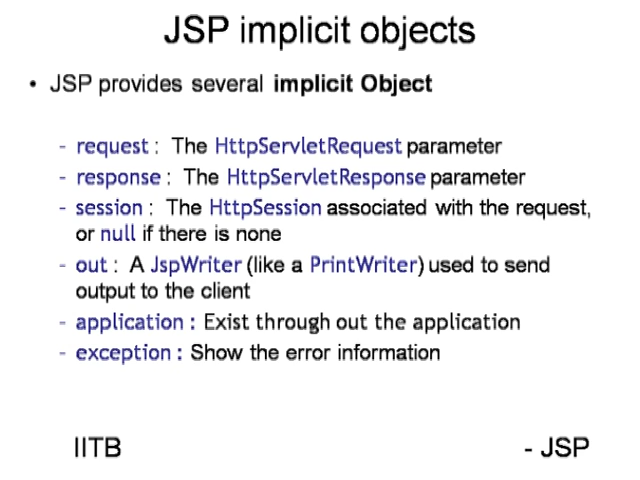 JSP implicit objects
• JSP provides several implicit Object
- request : The HttpServletRequest parameter
- response : The HttpServletResponse parameter
- session : The HttpSession associated with the request,
or null if there is none
- out : A JspWriter (like a PrintWriter) used to send
output to the client
- application : Exist through out the application
- exception : Show the error information
IITB - JSP